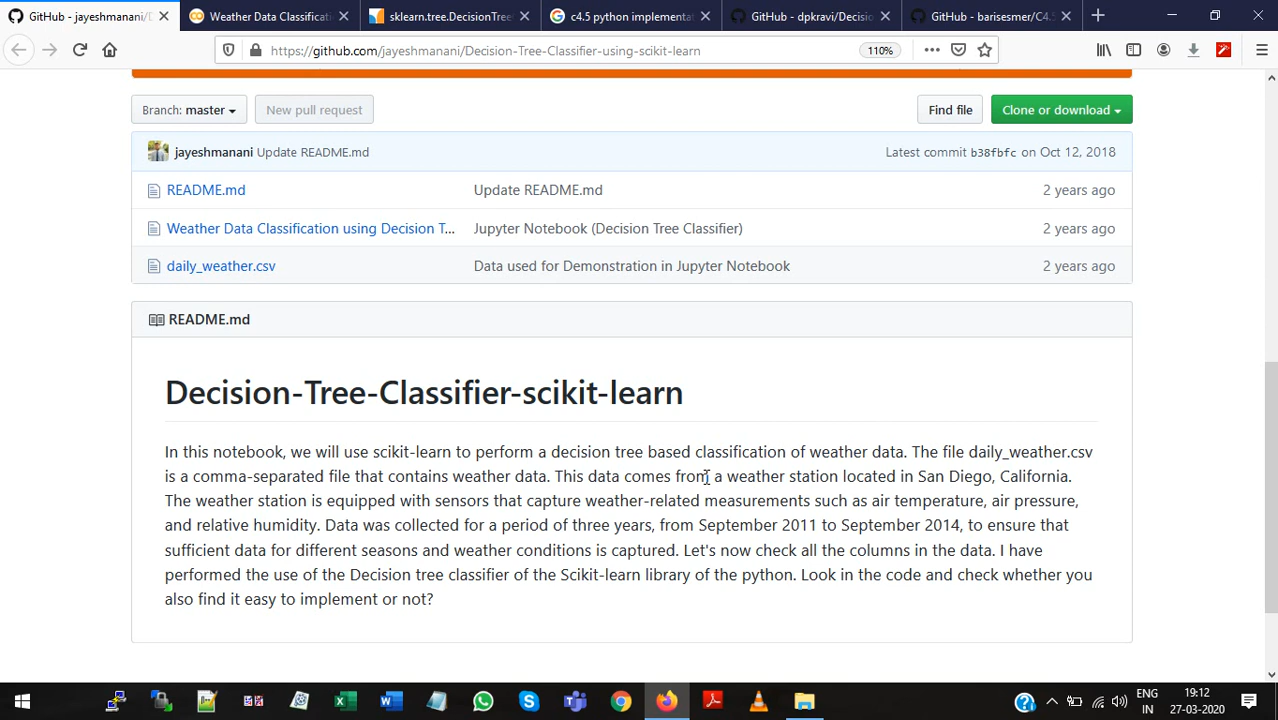 GitHub - jayeshmanani/D
Weather Data Classificati
sklearn.tree.DecisionTree
c4.5 python implementat
GitHub - dpkravi/Decisio
GitHub - barisesmer/C4.5
https://github.com/jayeshmanani/Decision-Tree-Classifier-using-scikit-learn
110%
Branch: master
New pull request
Find file
Clone or download
jayeshmanani Update README.md
Latest commit b38fbfc on Oct 12, 2018
README.md Update README.md 2 years ago
Weather Data Classification using Decision T... Jupyter Notebook (Decision Tree Classifier) 2 years ago
daily_weather.csv Data used for Demonstration in Jupyter Notebook 2 years ago
README.md
Decision-Tree-Classifier-scikit-learn
In this notebook, we will use scikit-learn to perform a decision tree based classification of weather data. The file daily_weather.csv
is a comma-separated file that contains weather data. This data comes from a weather station located in San Diego, California.
The weather station is equipped with sensors that capture weather-related measurements such as air temperature, air pressure,
and relative humidity. Data was collected for a period of three years, from September 2011 to September 2014, to ensure that
sufficient data for different seasons and weather conditions is captured. Let's now check all the columns in the data. I have
performed the use of the Decision tree classifier of the Scikit-learn library of the python. Look in the code and check whether you
also find it easy to implement or not?
ENG
IN
19:12
27-03-2020